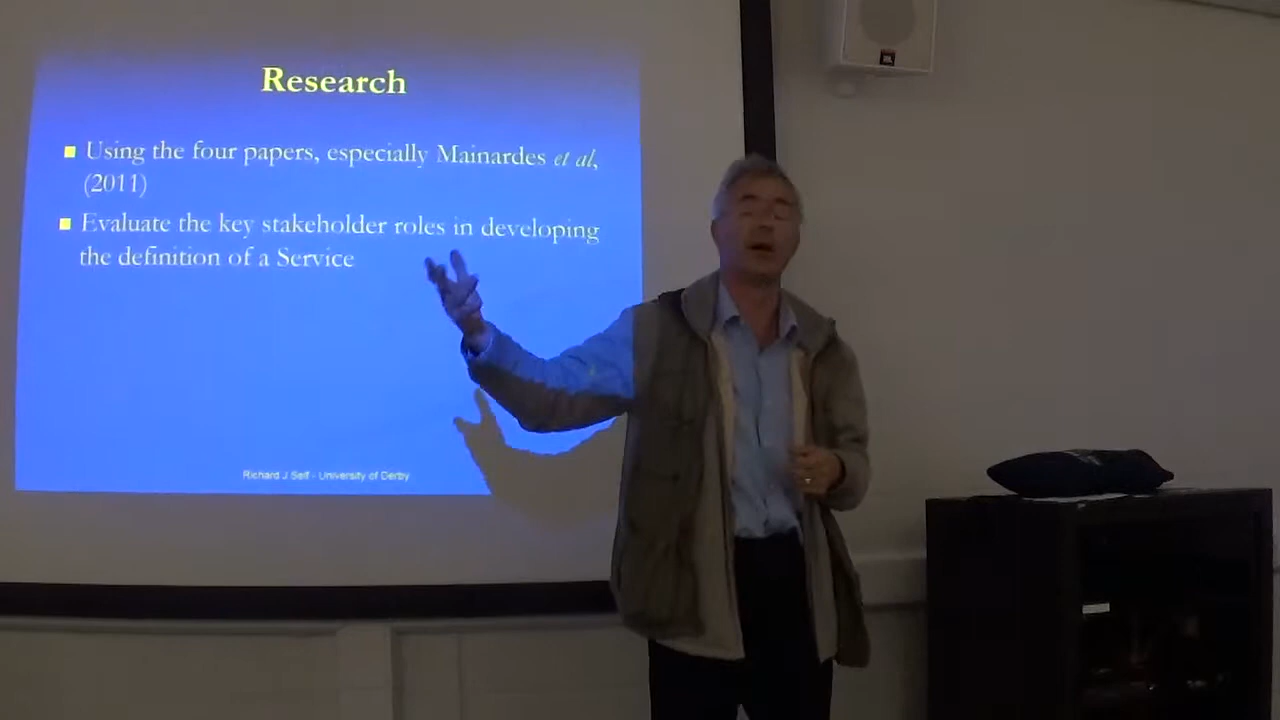 Research
Using the four papers, especially Mainardes et al,
(2011)
Evaluate the key stakeholder roles in developing
the definition of a Service
Richard J Self - University of Derby
JBL